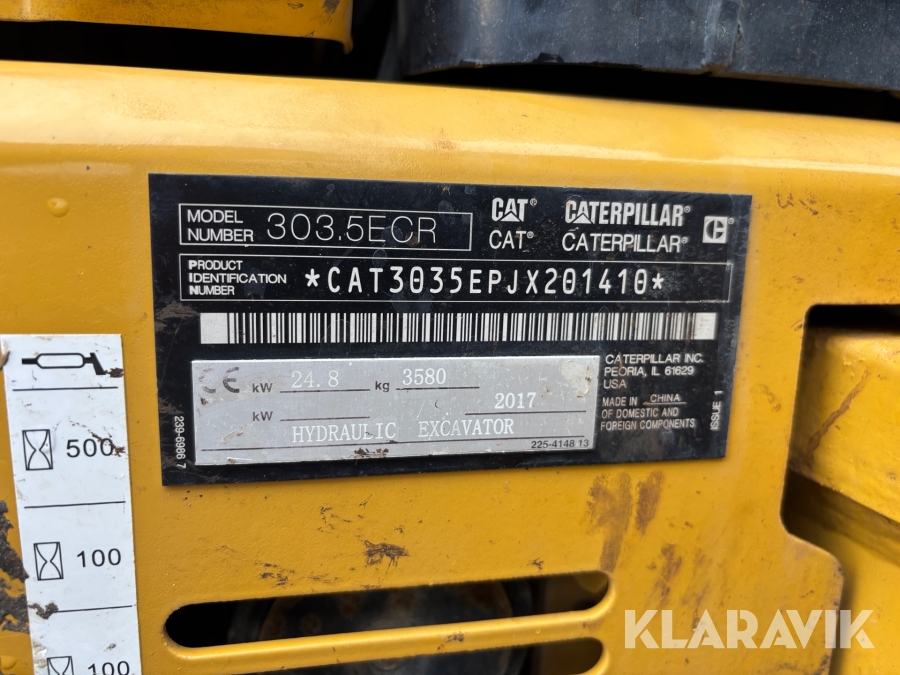 MODEL NUMBER 303.5ECR
CAT® CATERPILLAR®
CAT® CATERPILLAR®
PRODUCT IDENTIFICATION NUMBER *CAT3035EPJX201410*
CE kW 24.8 kg 3580
kW / 2017
HYDRAULIC EXCAVATOR
225-4148 13
CATERPILLAR INC.
PEORIA, IL 61629
USA
MADE IN CHINA
OF DOMESTIC AND
FOREIGN COMPONENTS
ISSUE 1
239-6986 7
500
100
100
KLARAVIK